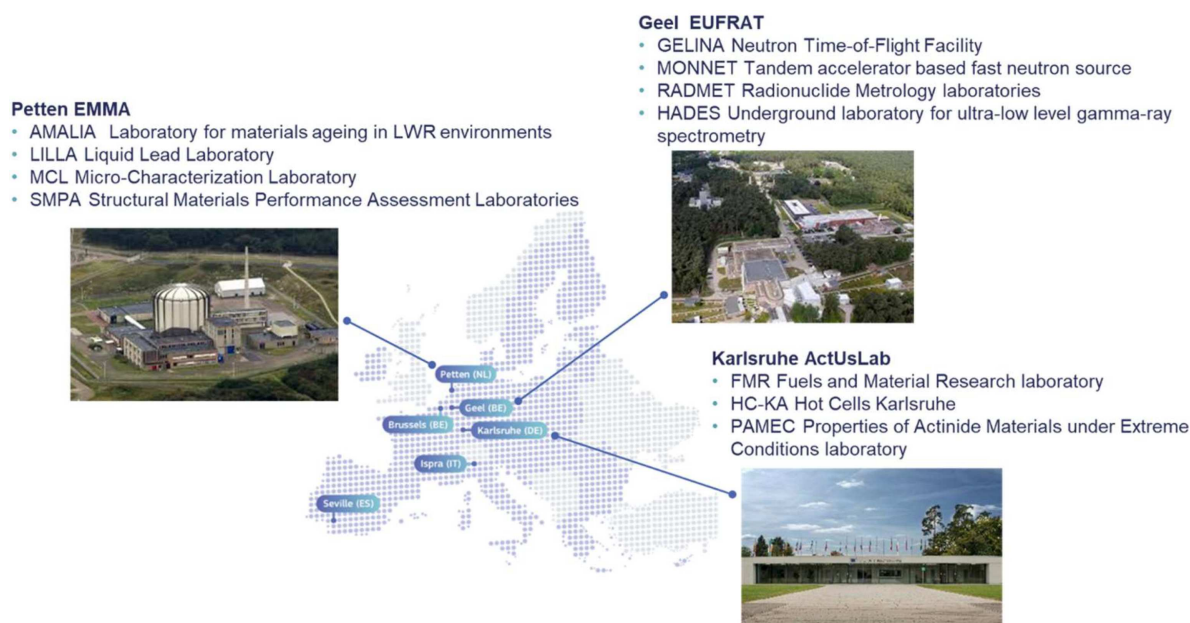 Geel EUFRAT
• GELINA Neutron Time-of-Flight Facility
• MONNET Tandem accelerator based fast neutron source
• RADMET Radionuclide Metrology laboratories
• HADES Underground laboratory for ultra-low level gamma-ray
spectrometry
Petten EMMA
• AMALIA Laboratory for materials ageing in LWR environments
• LILLA Liquid Lead Laboratory
• MCL Micro-Characterization Laboratory
• SMPA Structural Materials Performance Assessment Laboratories
Petten (NL)
Geel (BE)
Brussels (BE)
Karlsruhe (DE)
Ispra (IT)
Seville (ES)
Karlsruhe ActUsLab
• FMR Fuels and Material Research laboratory
• HC-KA Hot Cells Karlsruhe
• PAMEC Properties of Actinide Materials under Extreme
Conditions laboratory